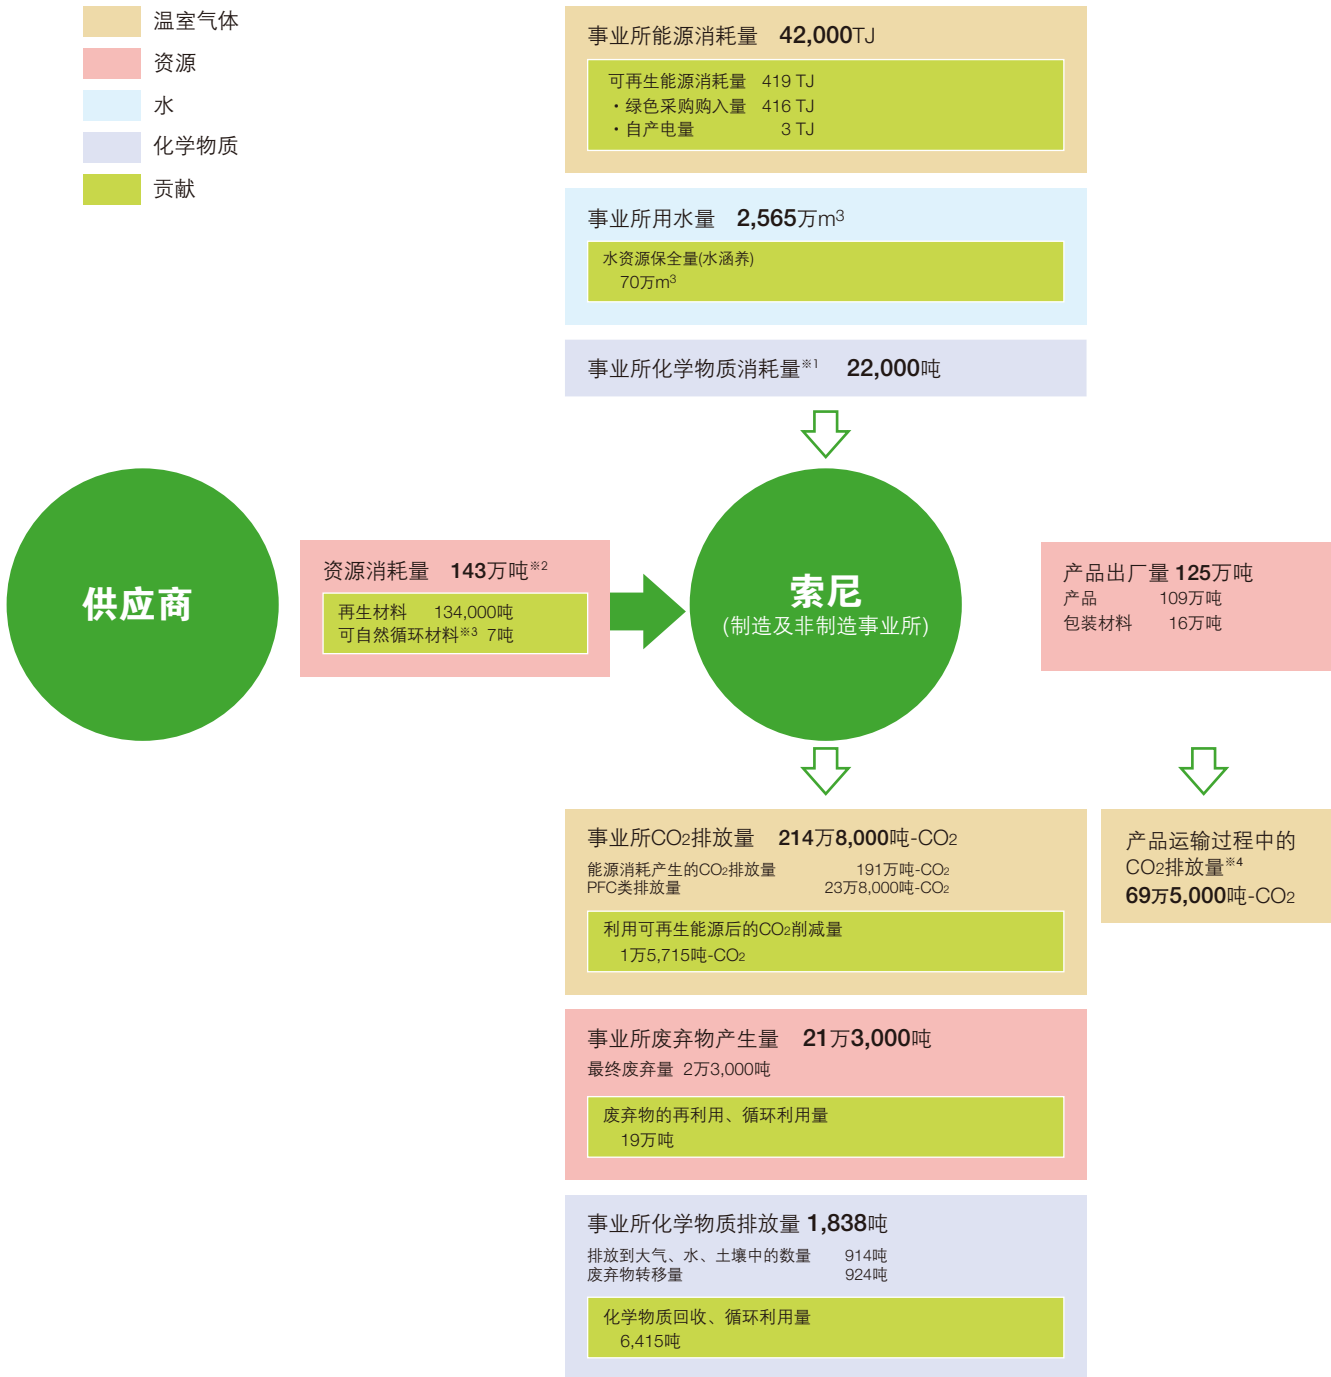 温室气体
资源
水
化学物质
贡献
事业所能源消耗量 42,000TJ
可再生能源消耗量 419 TJ
・绿色采购购入量 416 TJ
・自产电量 3 TJ
事业所用水量 2,565万m³
水资源保全量(水涵养)
70万m³
事业所化学物质消耗量※1 22,000吨
供应商
资源消耗量 143万吨※2
再生材料 134,000吨
可自然循环材料※3 7吨
索尼
(制造及非制造事业所)
产品出厂量 125万吨
产品 109万吨
包装材料 16万吨
事业所CO2排放量 214万8,000吨-CO2
能源消耗产生的CO2排放量 191万吨-CO2
PFC类排放量 23万8,000吨-CO2
利用可再生能源后的CO2削减量
1万5,715吨-CO2
产品运输过程中的
CO2排放量※4
69万5,000吨-CO2
事业所废弃物产生量 21万3,000吨
最终废弃量 2万3,000吨
废弃物的再利用、循环利用量
19万吨
事业所化学物质排放量 1,838吨
排放到大气、水、土壤中的数量 914吨
废弃物转移量 924吨
化学物质回收、循环利用量
6,415吨